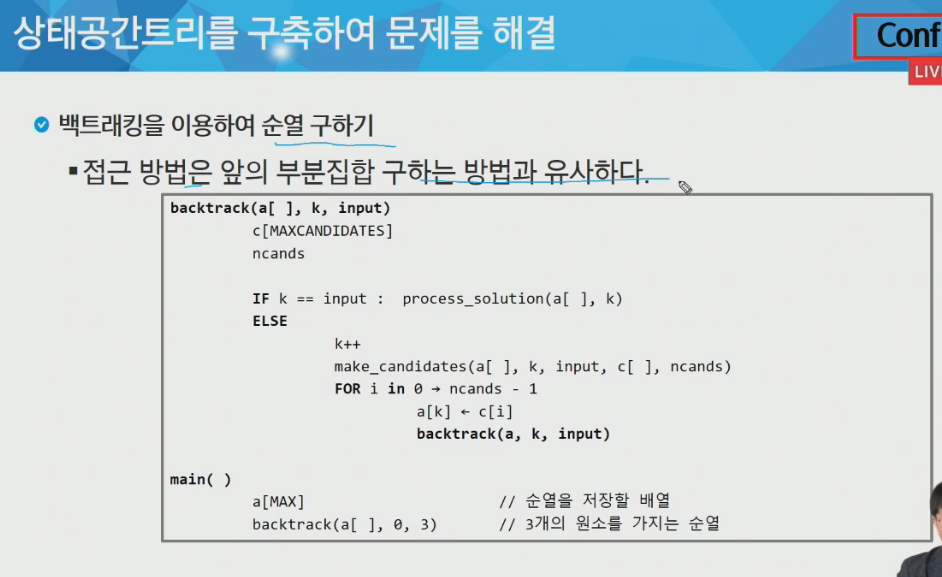 상태공간트리를 구축하여 문제를 해결
Conf
백트래킹을 이용하여 순열 구하기
접근 방법은 앞의 부분집합 구하는 방법과 유사하다.
backtrack(a[ ], k, input)
c[MAXCANDIDATES]
ncands
IF k == input : process_solution(a[ ], k)
ELSE
k++
make_candidates(a[ ], k, input, c[ ], ncands)
FOR i in 0 → ncands - 1
a[k] ← c[i]
backtrack(a, k, input)
main( )
a[MAX] // 순열을 저장할 배열
backtrack(a[ ], 0, 3) // 3개의 원소를 가지는 순열